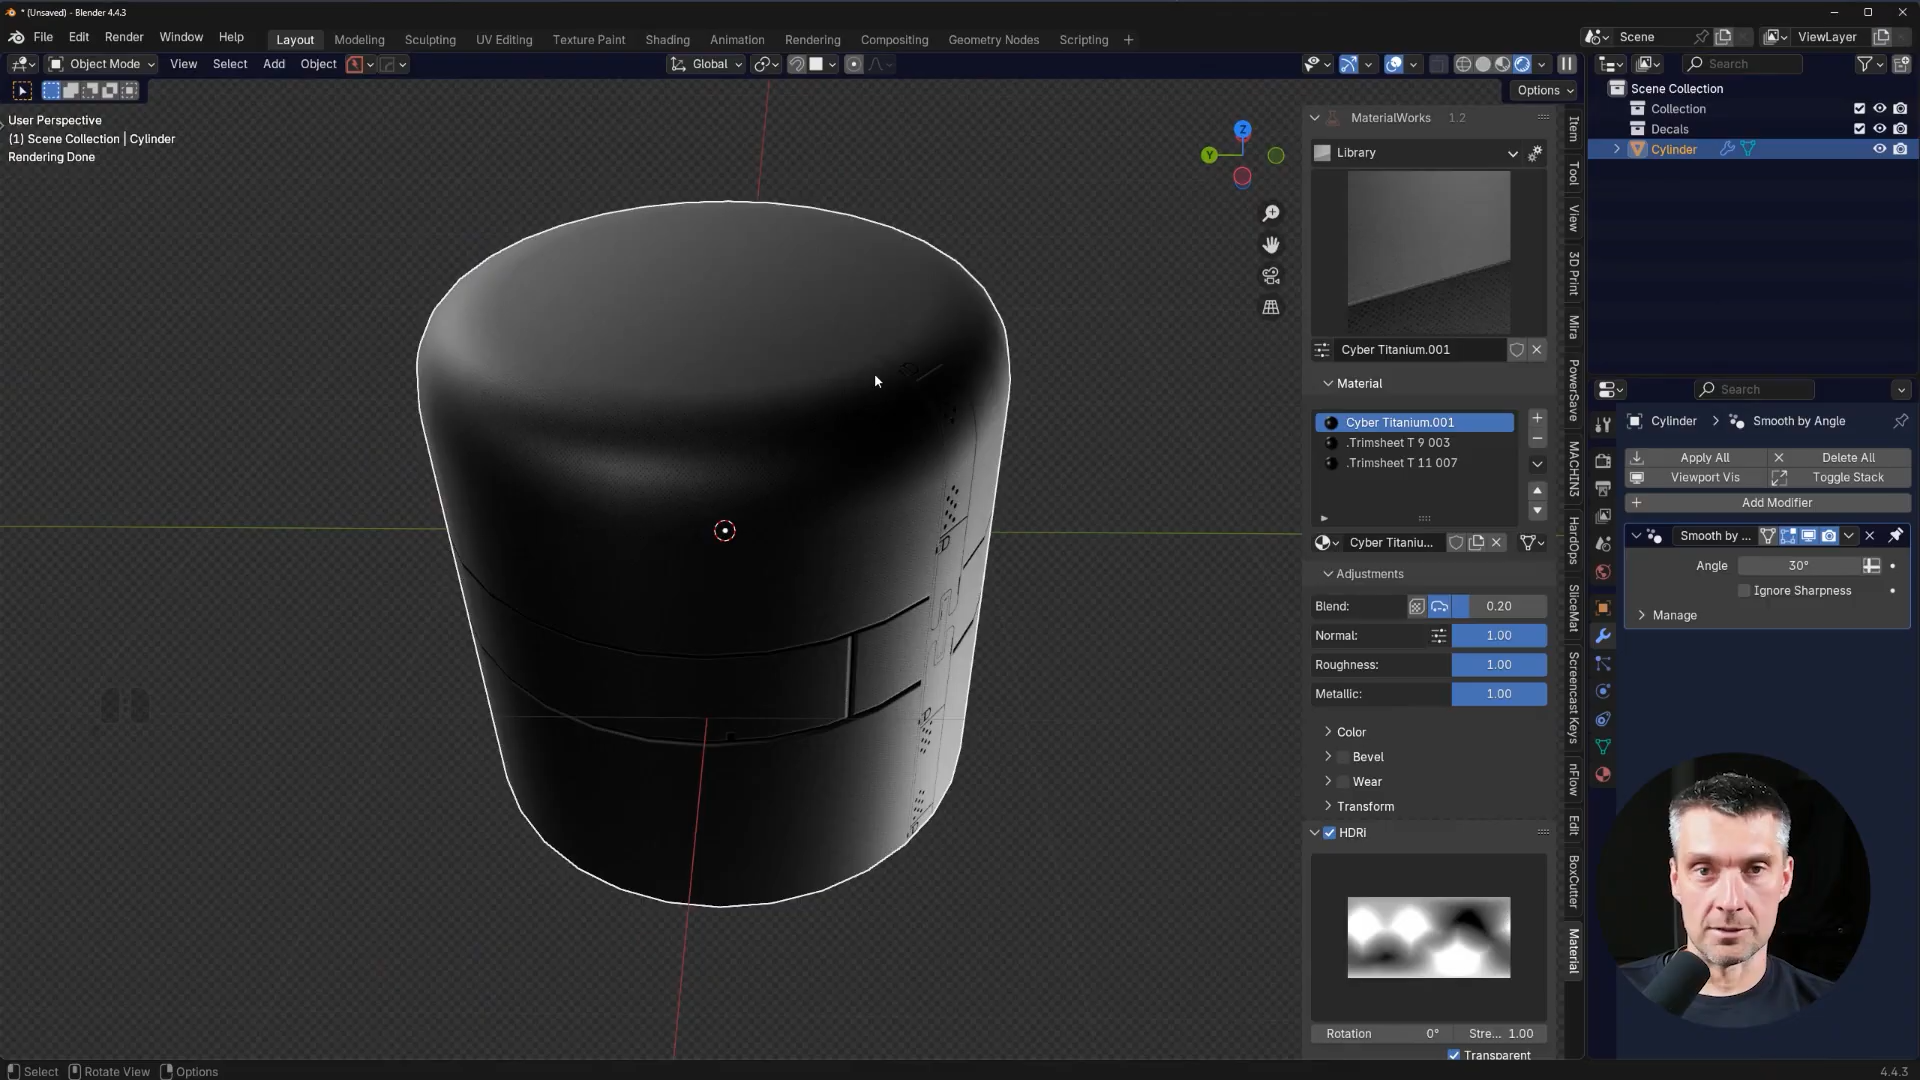 * (Unsaved) - Blender 4.4.3
File Edit Render Window Help
Layout Modeling Sculpting UV Editing Texture Paint Shading Animation Rendering Compositing Geometry Nodes Scripting +
Scene
ViewLayer
Object Mode View Select Add Object
Global
Options
Search
Scene Collection
Collection
Decals
Cylinder
User Perspective
(1) Scene Collection | Cylinder
Rendering Done
Z
Y
MaterialWorks 1.2
Library
Cyber Titanium.001
Material
Cyber Titanium.001
.Trimsheet T 9 003
.Trimsheet T 11 007
Cyber Titaniu...
Adjustments
Blend: 0.20
Normal: 1.00
Roughness: 1.00
Metallic: 1.00
Color
Bevel
Wear
Transform
HDRi
Rotation 0° Stre... 1.00
Transparent
Item
Tool
View
3D Print
Mira
PowerSave
MACHIN3
HardOps
SliceMat
Screencast Keys
nFlow
Edit
BoxCutter
Material
Search
Cylinder > Smooth by Angle
Apply All Delete All
Viewport Vis Toggle Stack
Add Modifier
Smooth by ...
Angle 30°
Ignore Sharpness
Manage
Select Rotate View Options
4.4.3